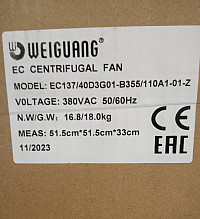 WEIGUANG®
EC CENTRIFUGAL FAN
MODEL: EC137/40D3G01-B355/110A1-01-Z
VOLTAGE: 380VAC 50/60Hz
N.W/G.W: 16.8/18.0kg
MEAS: 51.5cm*51.5cm*33cm
11/2023
CE
EAC